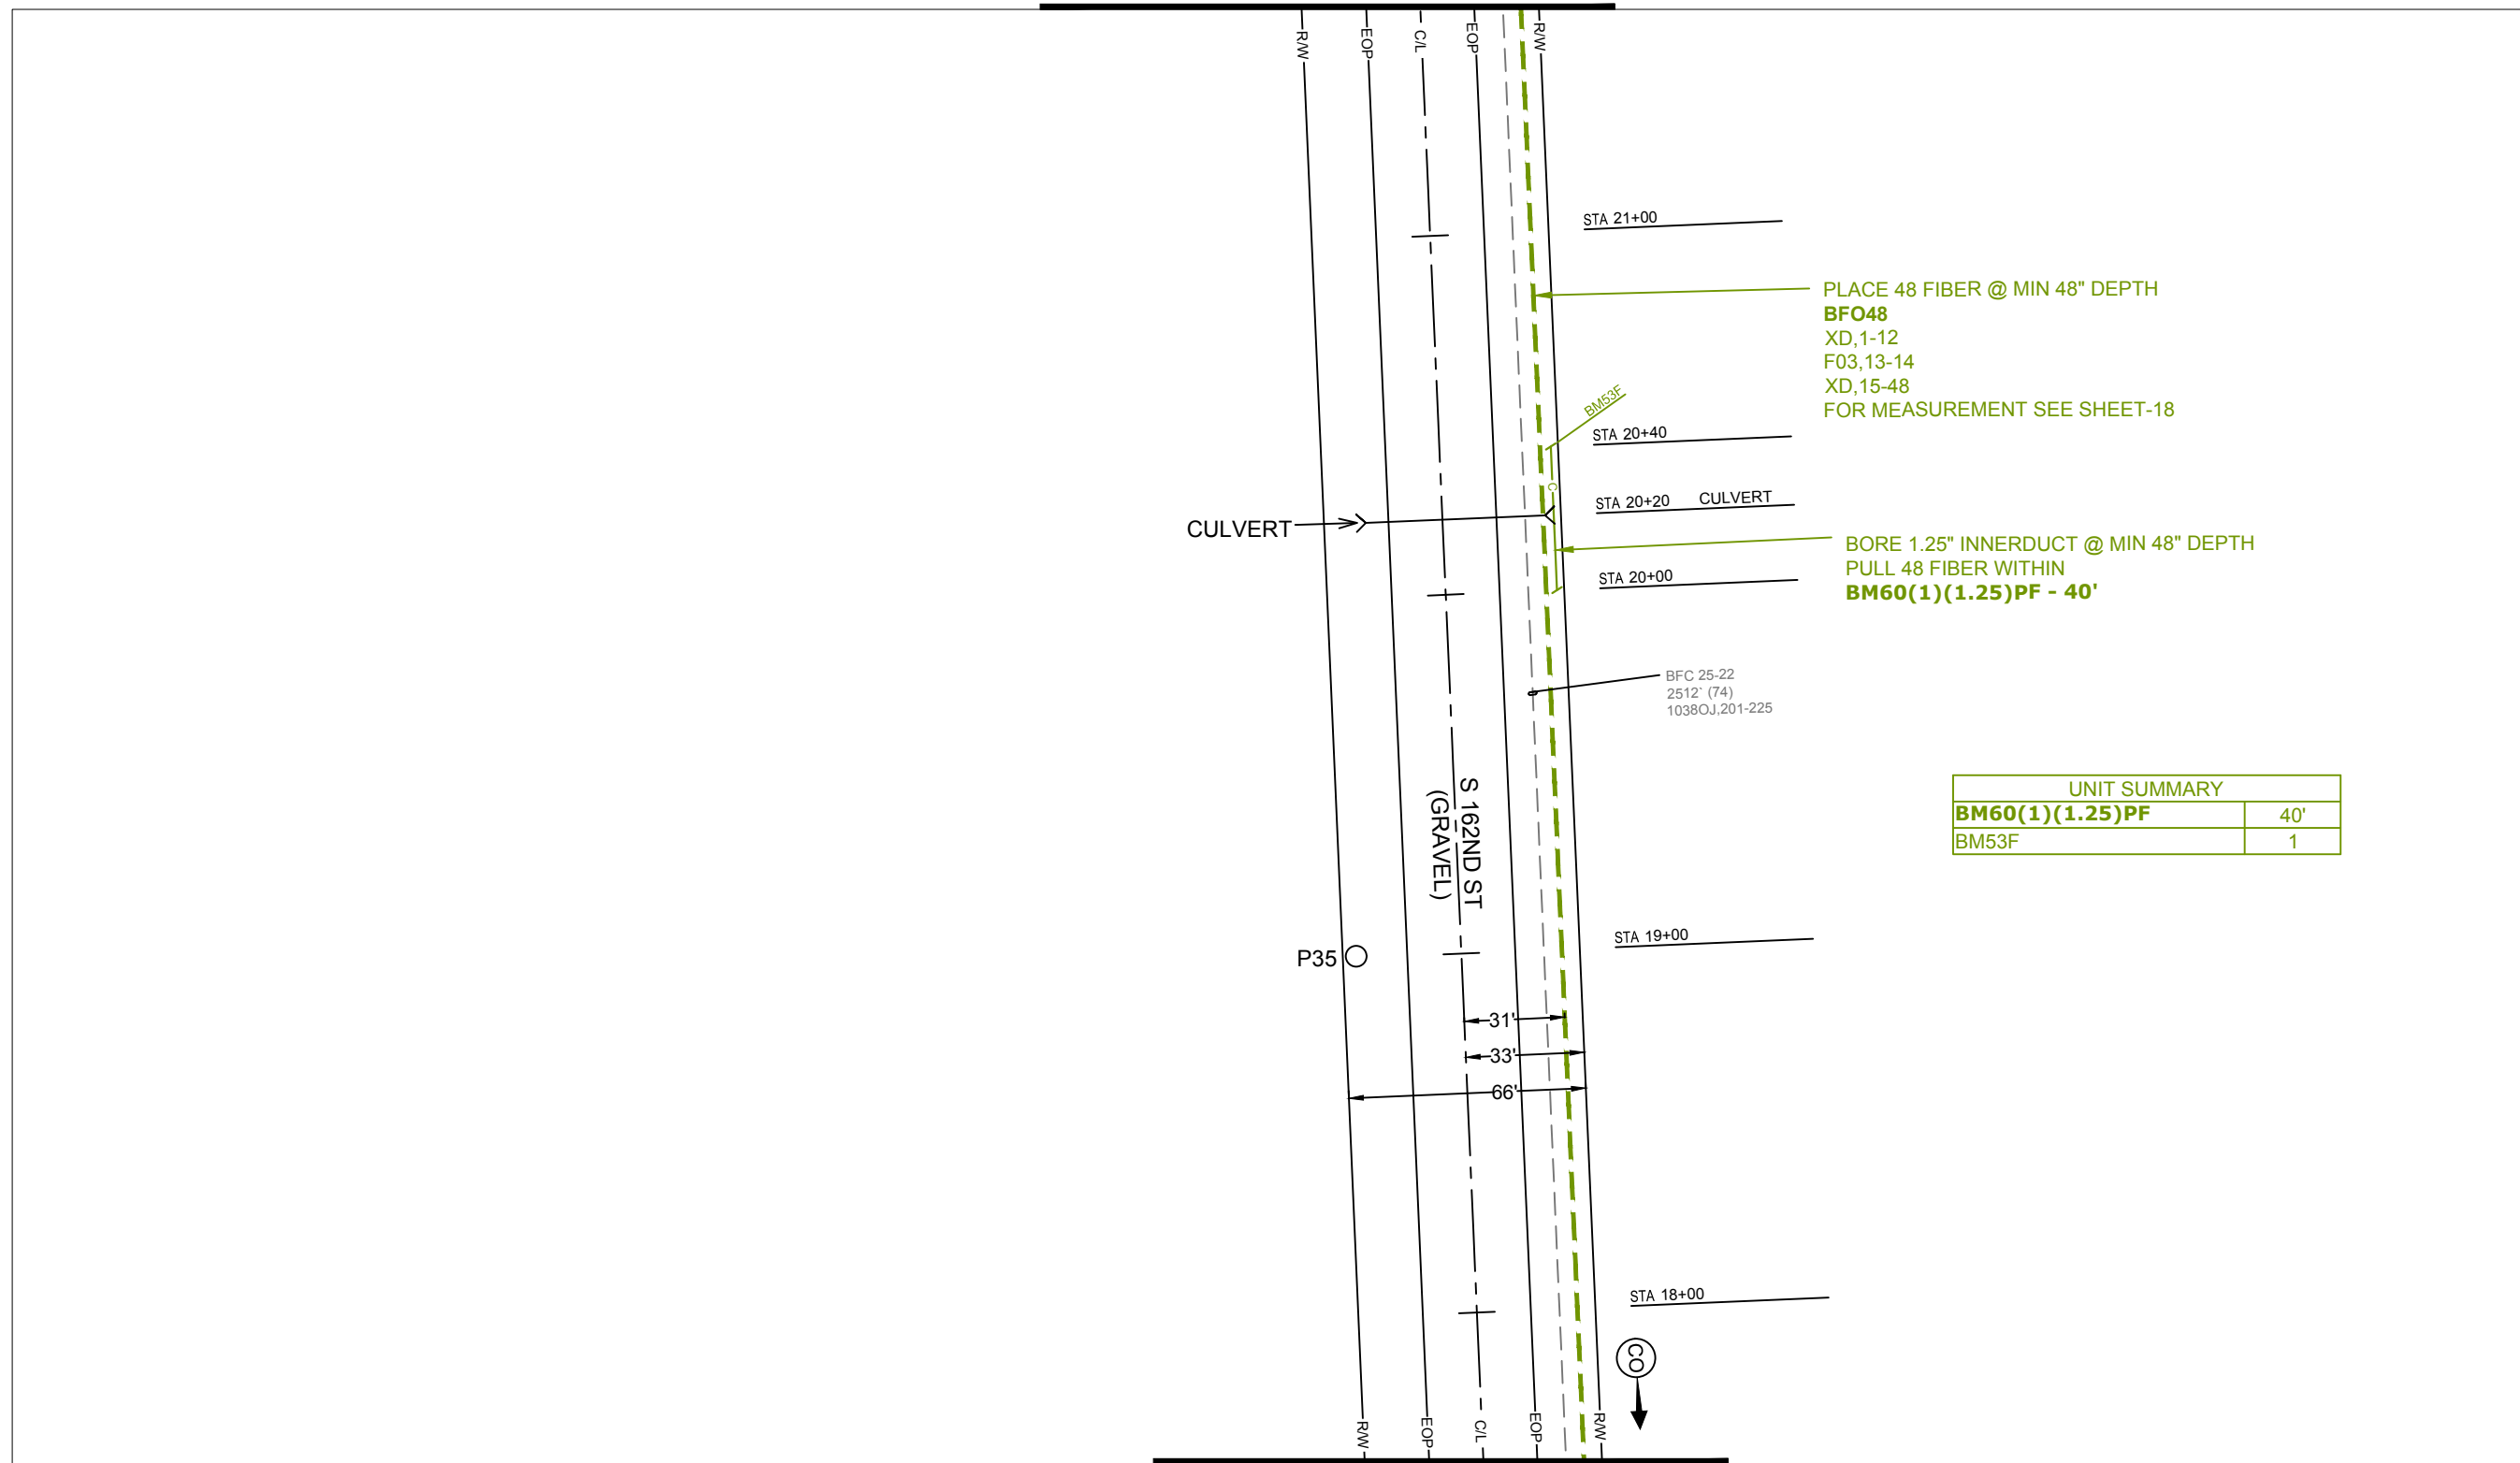 R/W
EOP
C/L
EOP
R/W
STA 21+00
PLACE 48 FIBER @ MIN 48" DEPTH
BFO48
XD,1-12
F03,13-14
XD,15-48
FOR MEASUREMENT SEE SHEET-18
BM53F
STA 20+40
C
STA 20+20 CULVERT
CULVERT
BORE 1.25" INNERDUCT @ MIN 48" DEPTH
PULL 48 FIBER WITHIN
BM60(1)(1.25)PF - 40'
STA 20+00
BFC 25-22
2512` (74)
1038OJ,201-225
UNIT SUMMARY
BM60(1)(1.25)PF 40'
BM53F 1
S 162ND ST
(GRAVEL)
STA 19+00
P35
31'
33'
66'
STA 18+00
CO
R/W
EOP
C/L
EOP
R/W